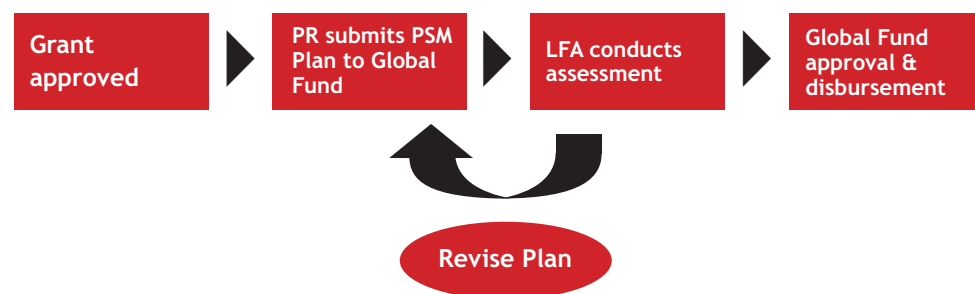 Grant
approved
PR submits PSM
Plan to Global
Fund
LFA conducts
assessment
Global Fund
approval &
disbursement
Revise Plan